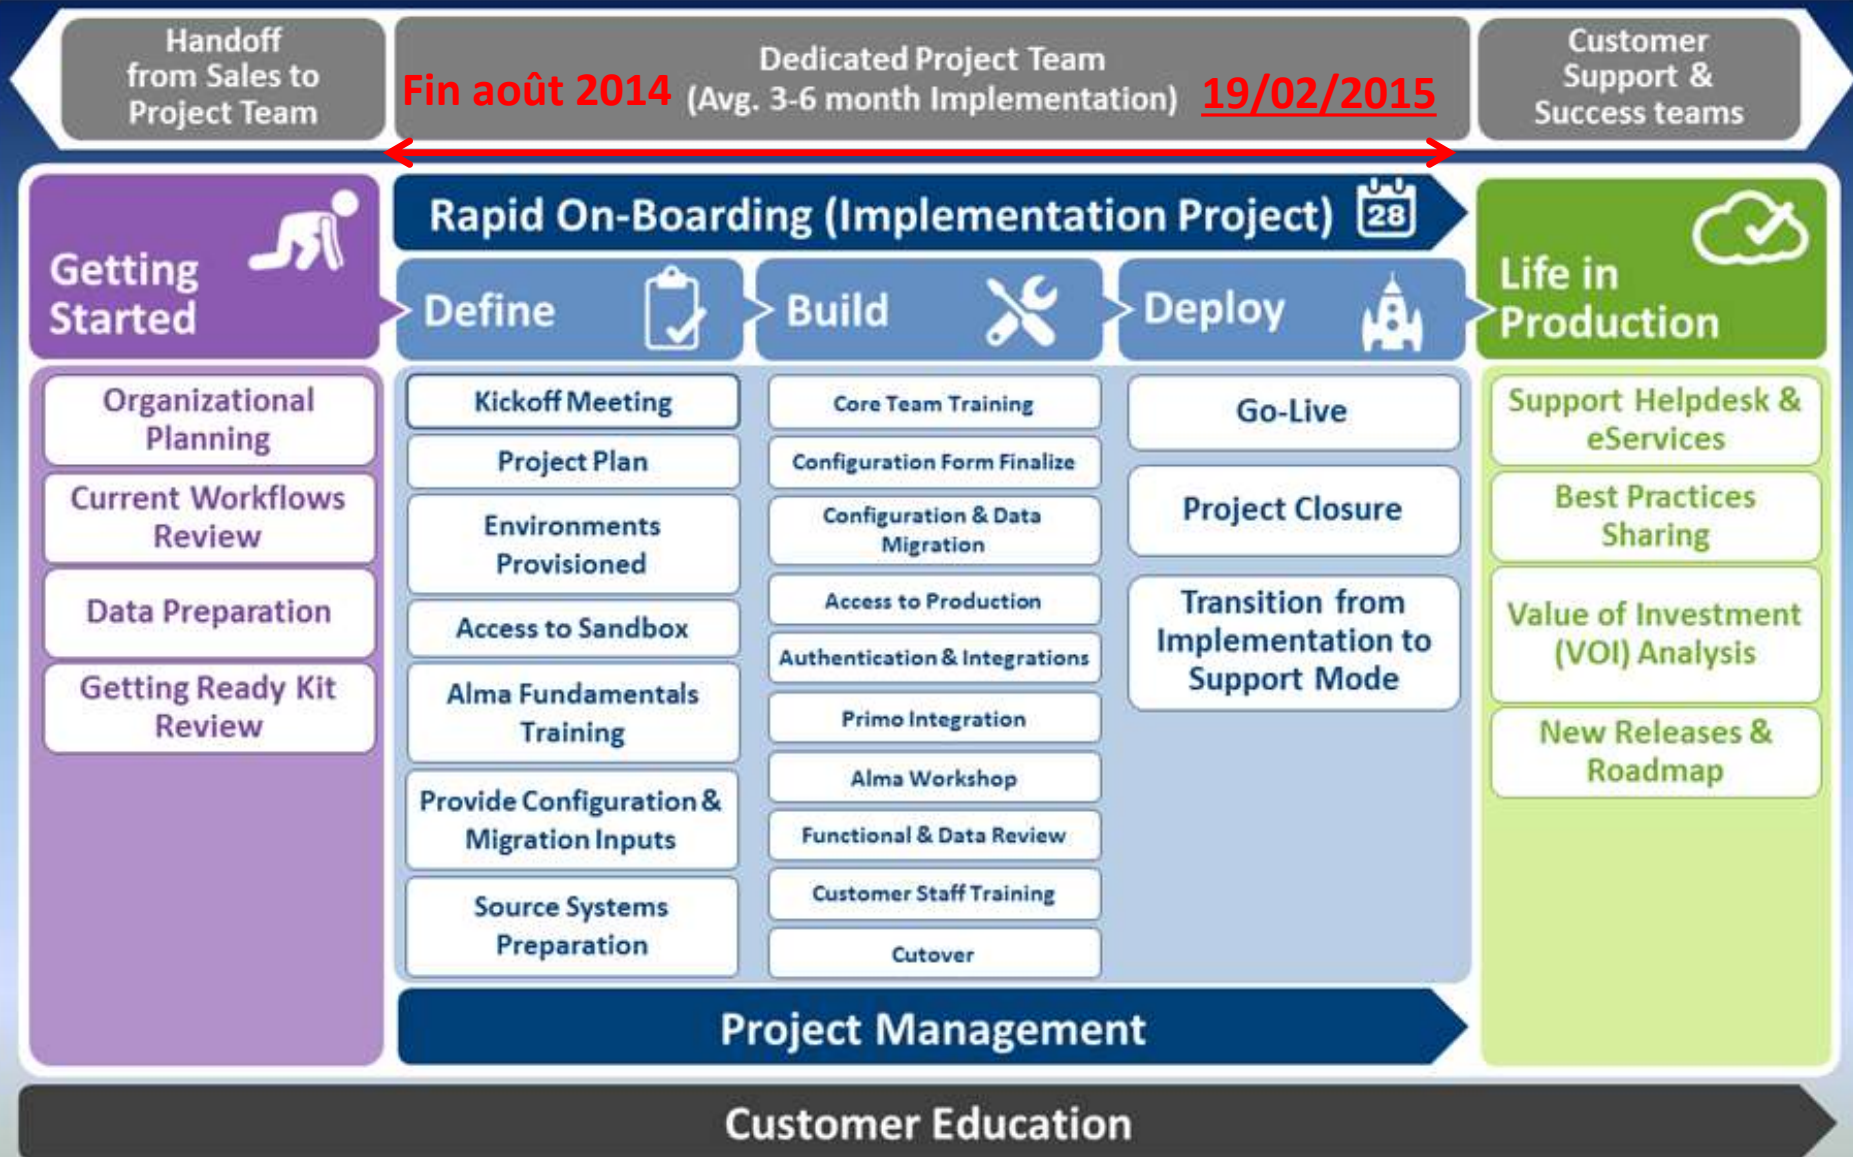 Handoff
from Sales to
Project Team
Fin août 2014
Dedicated Project Team
(Avg. 3-6 month Implementation)
19/02/2015
Customer
Support &
Success teams
Getting
Started
Rapid On-Boarding (Implementation Project)
28
Define
Build
Deploy
Life in
Production
Organizational
Planning
Current Workflows
Review
Data Preparation
Getting Ready Kit
Review
Kickoff Meeting
Project Plan
Environments
Provisioned
Access to Sandbox
Alma Fundamentals
Training
Provide Configuration &
Migration Inputs
Source Systems
Preparation
Core Team Training
Configuration Form Finalize
Configuration & Data
Migration
Access to Production
Authentication & Integrations
Primo Integration
Alma Workshop
Functional & Data Review
Customer Staff Training
Cutover
Go-Live
Project Closure
Transition from
Implementation to
Support Mode
Support Helpdesk &
eServices
Best Practices
Sharing
Value of Investment
(VOI) Analysis
New Releases &
Roadmap
Project Management
Customer Education